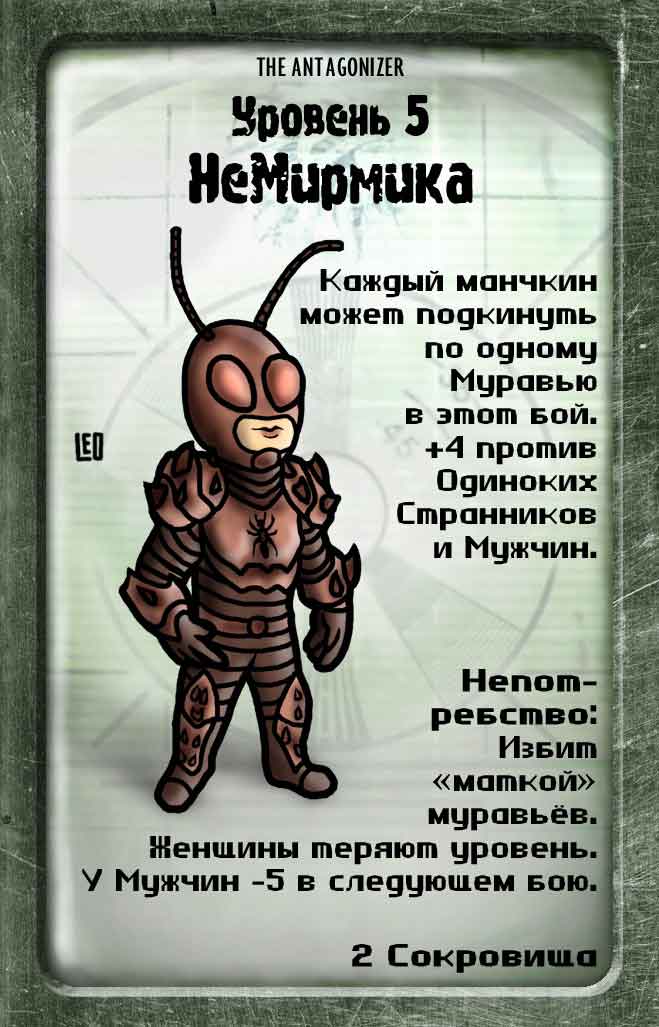 THE ANTAGONIZER
Уровень 5
НеМирмика
Каждый манчкин
может подкинуть
по одному
Муравью
в этот бой.
+4 против
Одиноких
Странников
и Мужчин.
LEO
Непот-
ребство:
Избит
«маткой»
муравьёв.
Женщины теряют уровень.
У Мужчин -5 в следующем бою.
2 Сокровища